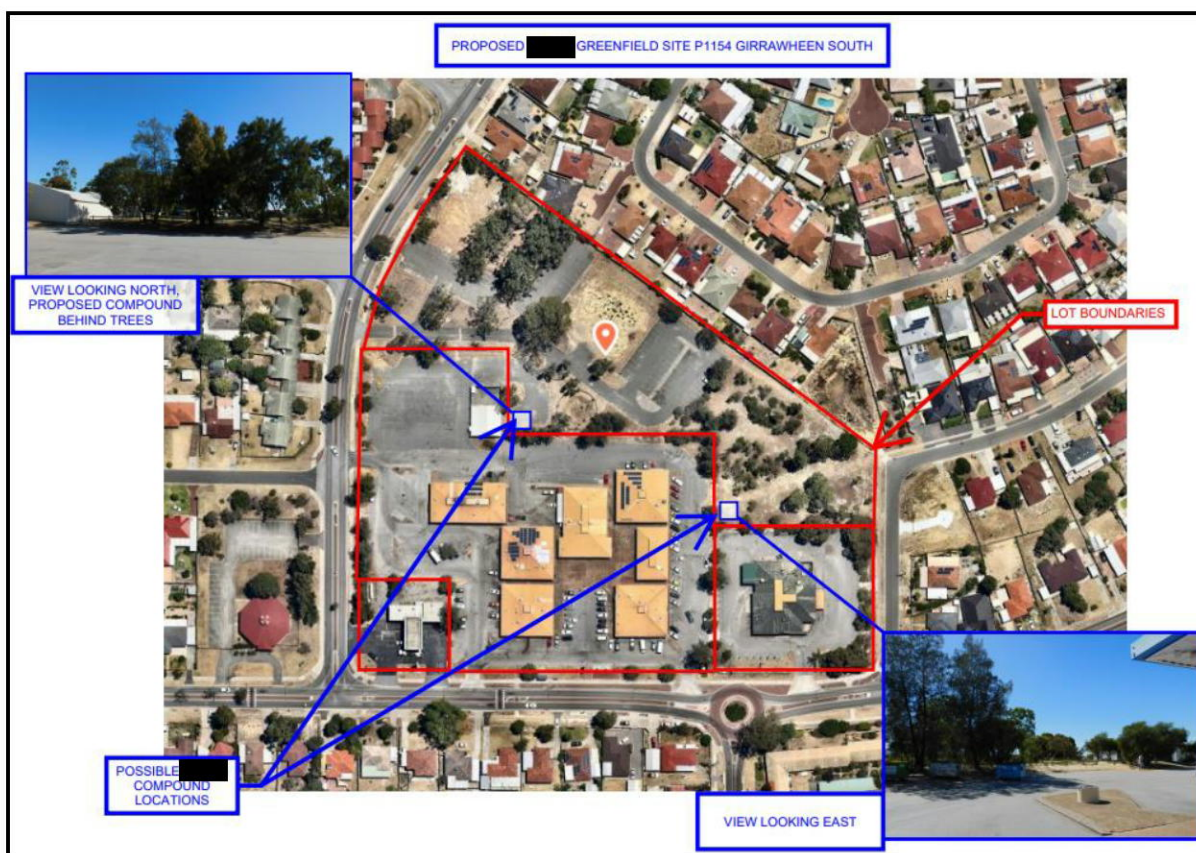 PROPOSED GREENFIELD SITE P1154 GIRRAWHEEN SOUTH
VIEW LOOKING NORTH,
PROPOSED COMPOUND
BEHIND TREES
LOT BOUNDARIES
POSSIBLE
COMPOUND
LOCATIONS
VIEW LOOKING EAST